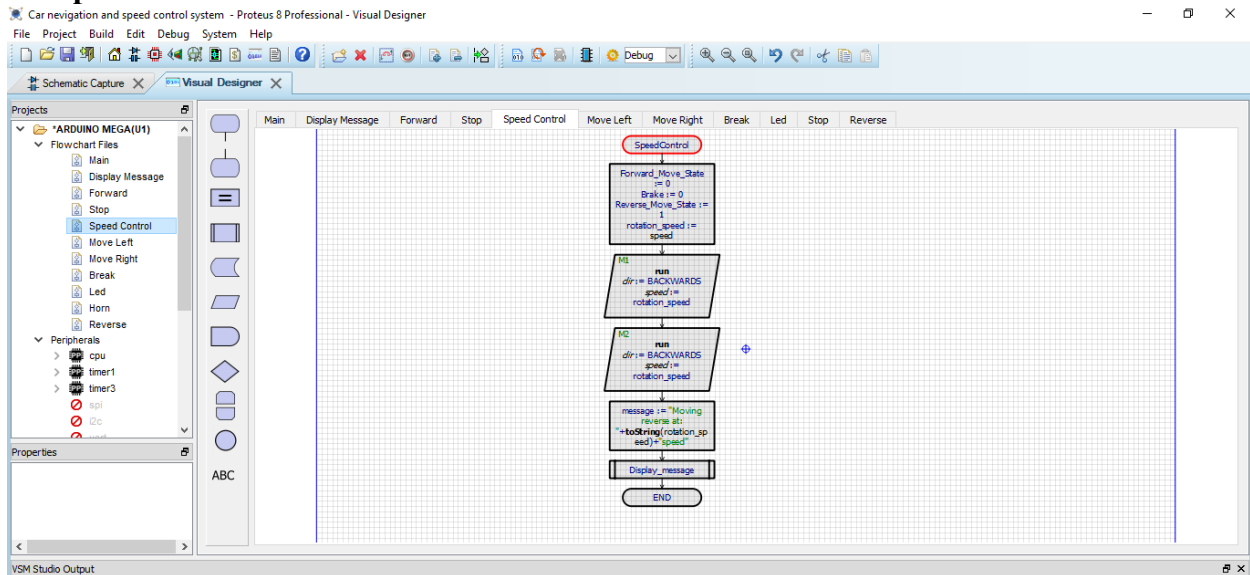 Car nevigation and speed control system - Proteus 8 Professional - Visual Designer
File Project Build Edit Debug System Help
Debug
Schematic Capture
Visual Designer
Projects
*ARDUINO MEGA(U1)
Flowchart Files
Main
Display Message
Forward
Stop
Speed Control
Move Left
Move Right
Break
Led
Horn
Reverse
Peripherals
cpu
timer1
timer3
spi
i2c
Properties
ABC
Main Display Message Forward Stop Speed Control Move Left Move Right Break Led Stop Reverse
SpeedControl
Forward_Move_State
:= 0
Brake := 0
Reverse_Move_State :=
1
rotation_speed :=
speed
M1
run
dir:= BACKWARDS
speed:=
rotation_speed
M2
run
dir:= BACKWARDS
speed:=
rotation_speed
message := "Moving
reverse at:
"+toString(rotation_sp
eed)+"speed"
Display_message
END
VSM Studio Output